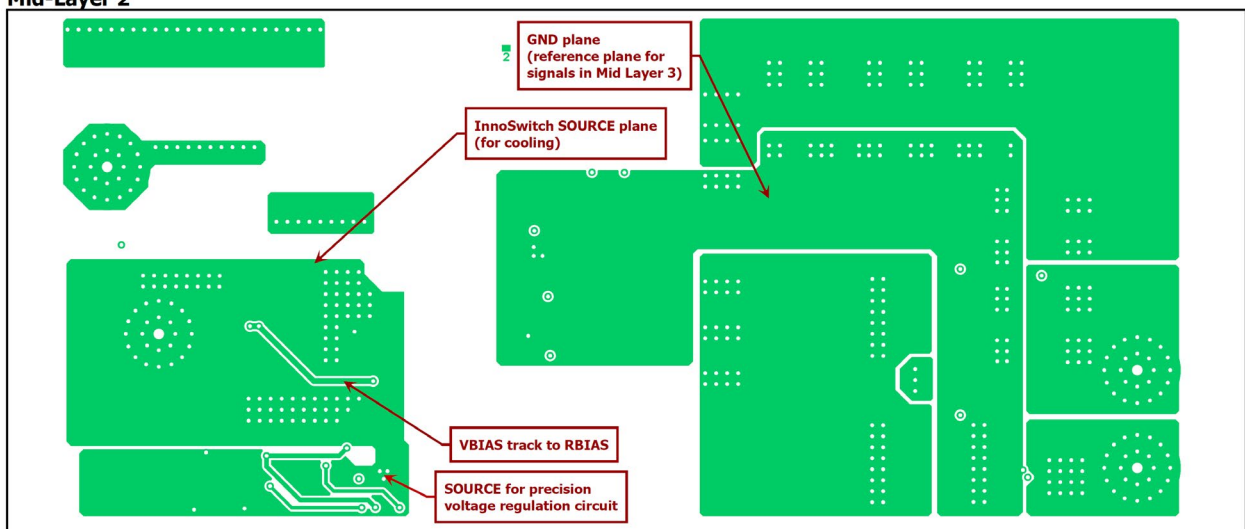 Mid-Layer 2
GND plane
(reference plane for
signals in Mid Layer 3)
2
InnoSwitch SOURCE plane
(for cooling)
VBIAS track to RBIAS
SOURCE for precision
voltage regulation circuit